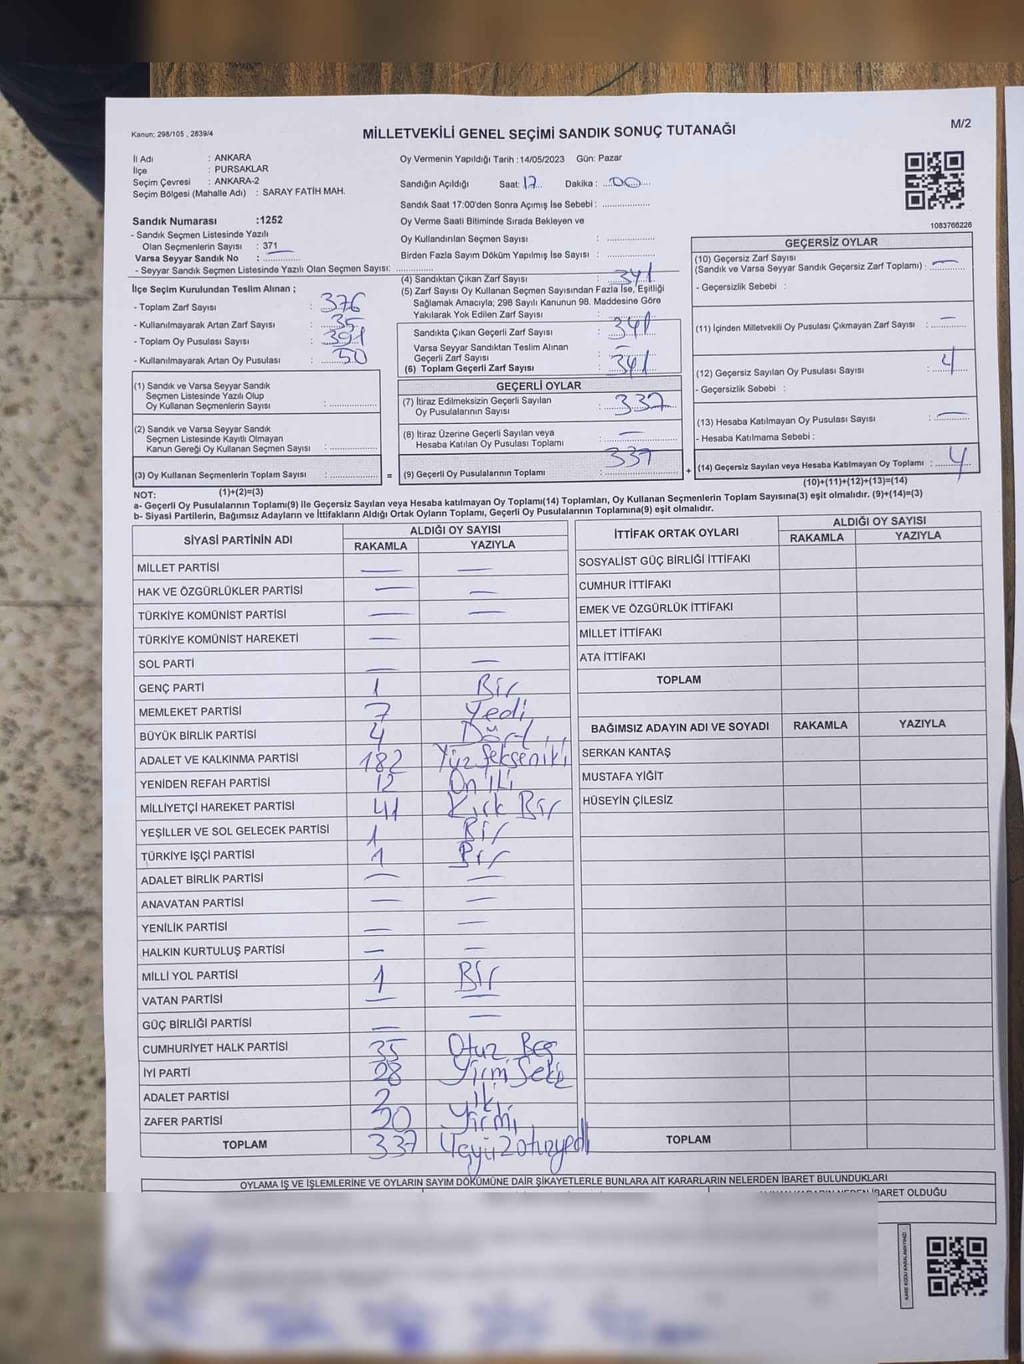 Kanun; 298/105 , 2839/4
MİLLETVEKİLİ GENEL SEÇİMİ SANDIK SONUÇ TUTANAĞI
M/2
İl Adı : ANKARA
İlçe : PURSAKLAR
Seçim Çevresi : ANKARA-2
Seçim Bölgesi (Mahalle Adı) : SARAY FATİH MAH.
Oy Vermenin Yapıldığı Tarih :14/05/2023 Gün: Pazar
Sandığın Açıldığı Saat: 17 Dakika : 00
Sandık Saat 17:00'den Sonra Açımış İse Sebebi :
1083766226
Sandık Numarası :1252
- Sandık Seçmen Listesinde Yazılı
Olan Seçmenlerin Sayısı : 371
Varsa Seyyar Sandık No :
- Seyyar Sandık Seçmen Listesinde Yazılı Olan Seçmen Sayısı:
Oy Verme Saati Bitiminde Sırada Bekleyen ve
Oy Kullandırılan Seçmen Sayısı :
Birden Fazla Sayım Döküm Yapılmış İse Sayısı :
İlçe Seçim Kurulundan Teslim Alınan ;
- Toplam Zarf Sayısı : 376
- Kullanılmayarak Artan Zarf Sayısı : 35
- Toplam Oy Pusulası Sayısı : 391
- Kullanılmayarak Artan Oy Pusulası : 50
(4) Sandıktan Çıkan Zarf Sayısı : 341
(5) Zarf Sayısı Oy Kullanan Seçmen Sayısından Fazla İse, Eşitliği
Sağlamak Amacıyla; 298 Sayılı Kanunun 98. Maddesine Göre
Yakılarak Yok Edilen Zarf Sayısı :
Sandıkta Çıkan Geçerli Zarf Sayısı : 341
Varsa Seyyar Sandıktan Teslim Alınan
Geçerli Zarf Sayısı : —
(6) Toplam Geçerli Zarf Sayısı : 341
GEÇERLİ OYLAR
(7) İtiraz Edilmeksizin Geçerli Sayılan
Oy Pusulalarının Sayısı : 337
(8) İtiraz Üzerine Geçerli Sayılan veya
Hesaba Katılan Oy Pusulası Toplamı : —
(9) Geçerli Oy Pusulalarının Toplamı : 337
GEÇERSİZ OYLAR
(10) Geçersiz Zarf Sayısı
(Sandık ve Varsa Seyyar Sandık Geçersiz Zarf Toplamı) : —
- Geçersizlik Sebebi :
(11) İçinden Milletvekili Oy Pusulası Çıkmayan Zarf Sayısı : —
(12) Geçersiz Sayılan Oy Pusulası Sayısı : 4
- Geçersizlik Sebebi :
(13) Hesaba Katılmayan Oy Pusulası Sayısı : —
- Hesaba Katılmama Sebebi :
+ (14) Geçersiz Sayılan veya Hesaba Katılmayan Oy Toplamı : 4
(10)+(11)+(12)+(13)=(14)
(1) Sandık ve Varsa Seyyar Sandık
Seçmen Listesinde Yazılı Olup
Oy Kullanan Seçmenlerin Sayısı :
(2) Sandık ve Varsa Seyyar Sandık
Seçmen Listesinde Kayıtlı Olmayan
Kanun Gereği Oy Kullanan Seçmen Sayısı :
(3) Oy Kullanan Seçmenlerin Toplam Sayısı : =
(1)+(2)=(3)
NOT:
a- Geçerli Oy Pusulalarının Toplamı(9) ile Geçersiz Sayılan veya Hesaba katılmayan Oy Toplamı(14) Toplamları, Oy Kullanan Seçmenlerin Toplam Sayısına(3) eşit olmalıdır. (9)+(14)=(3)
b- Siyasi Partilerin, Bağımsız Adayların ve İttifakların Aldığı Ortak Oyların Toplamı, Geçerli Oy Pusulalarının Toplamına(9) eşit olmalıdır.
SİYASİ PARTİNİN ADI ALDIĞI OY SAYISI
RAKAMLA YAZIYLA
MİLLET PARTİSİ — —
HAK VE ÖZGÜRLÜKLER PARTİSİ — —
TÜRKİYE KOMÜNİST PARTİSİ — —
TÜRKİYE KOMÜNİST HAREKETİ —
SOL PARTİ — —
GENÇ PARTİ 1 Bir
MEMLEKET PARTİSİ 7 Yedi
BÜYÜK BİRLİK PARTİSİ 4 Dört
ADALET VE KALKINMA PARTİSİ 182 Yüz Sekseniki
YENİDEN REFAH PARTİSİ 12 On iki
MİLLİYETÇİ HAREKET PARTİSİ 41 Kırk Bir
YEŞİLLER VE SOL GELECEK PARTİSİ 1 Bir
TÜRKİYE İŞÇİ PARTİSİ 1 Bir
ADALET BİRLİK PARTİSİ — —
ANAVATAN PARTİSİ — —
YENİLİK PARTİSİ — —
HALKIN KURTULUŞ PARTİSİ — —
MİLLİ YOL PARTİSİ 1 Bir
VATAN PARTİSİ — —
GÜÇ BİRLİĞİ PARTİSİ — —
CUMHURİYET HALK PARTİSİ 35 Otuz Beş
İYİ PARTİ 28 Yirmi Sekiz
ADALET PARTİSİ 2 iki
ZAFER PARTİSİ 20 Yirmi
TOPLAM 337 Üçyüzotuzyedi
İTTİFAK ORTAK OYLARI ALDIĞI OY SAYISI
RAKAMLA YAZIYLA
SOSYALİST GÜÇ BİRLİĞİ İTTİFAKI
CUMHUR İTTİFAKI
EMEK VE ÖZGÜRLÜK İTTİFAKI
MİLLET İTTİFAKI
ATA İTTİFAKI
TOPLAM
BAĞIMSIZ ADAYIN ADI VE SOYADI RAKAMLA YAZIYLA
SERKAN KANTAŞ
MUSTAFA YİĞİT
HÜSEYİN ÇİLESİZ
TOPLAM
OYLAMA İŞ VE İŞLEMLERİNE VE OYLARIN SAYIM DÖKÜMÜNE DAİR ŞİKAYETLERLE BUNLARA AİT KARARLARIN NELERDEN İBARET BULUNDUKLARI
İBARET OLDUĞU